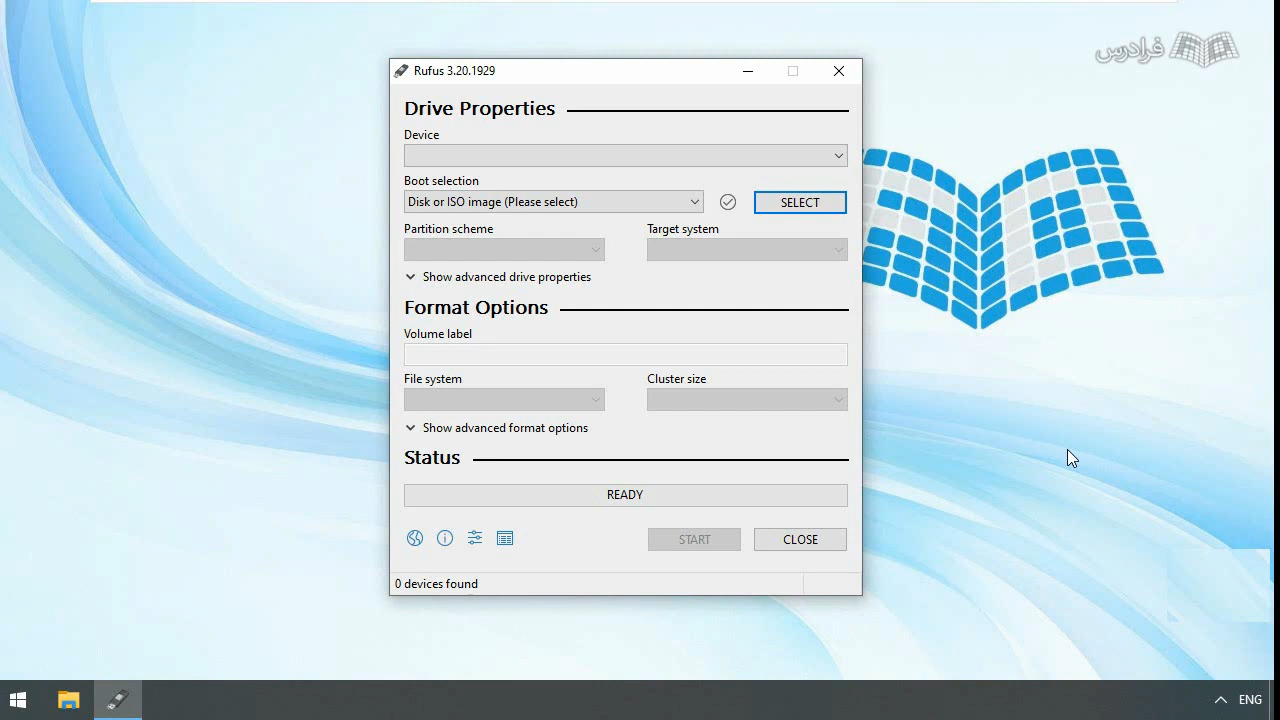 فرادرس
Rufus 3.20.1929
Drive Properties
Device
Boot selection
Disk or ISO image (Please select)
SELECT
Partition scheme
Target system
Show advanced drive properties
Format Options
Volume label
File system
Cluster size
Show advanced format options
Status
READY
START
CLOSE
0 devices found
ENG